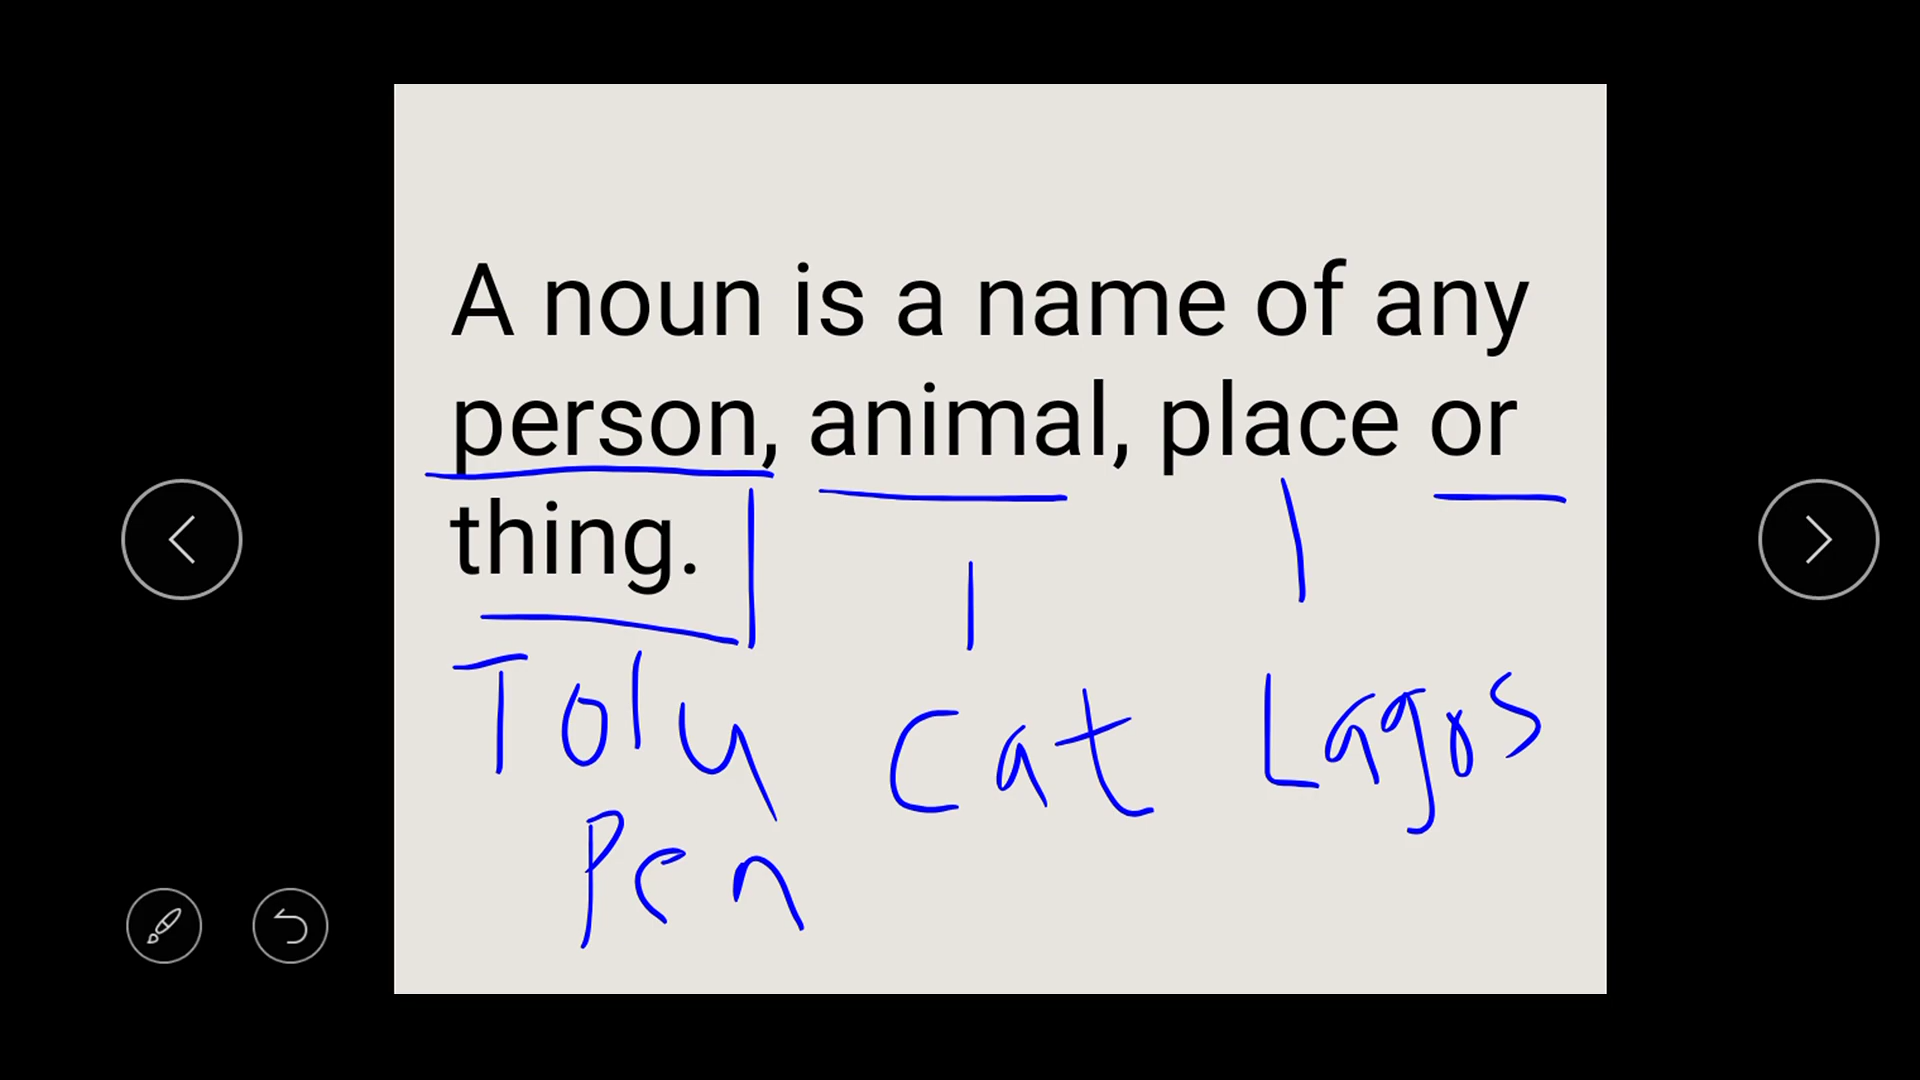 A noun is a name of any
person, animal, place or
thing.
Tolu Cat Lagos
Pen